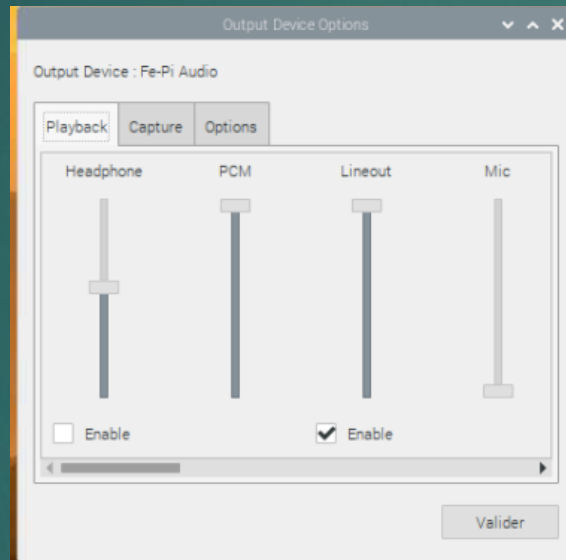 Output Device Options
Output Device : Fe-Pi Audio
Playback Capture Options
Headphone PCM Lineout Mic
Enable Enable
Valider